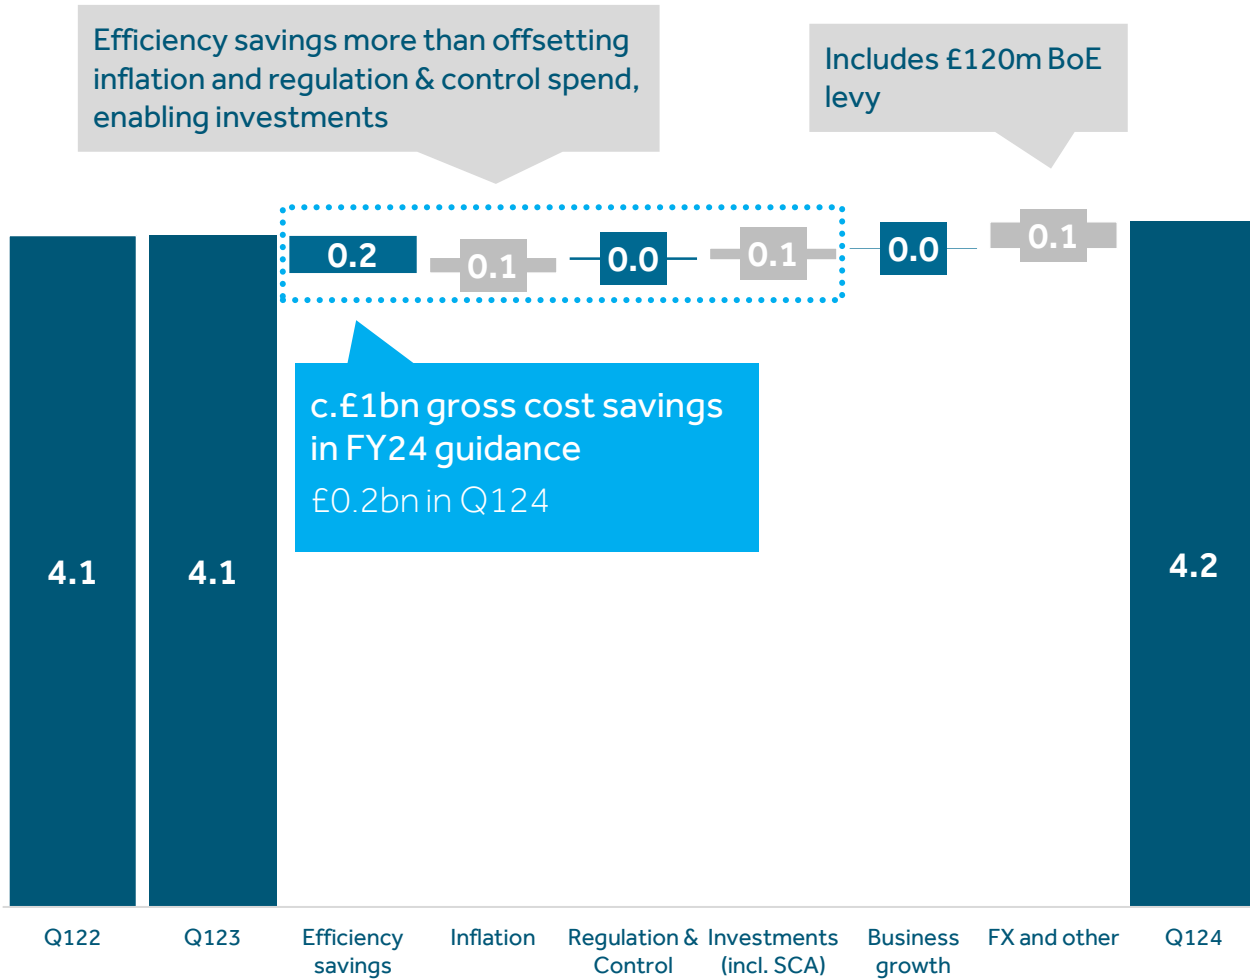 Efficiency savings more than offsetting
inflation and regulation & control spend,
enabling investments
Includes £120m BoE
levy
0.2
0.1
0.0
0.1
0.0
0.1
c.£1bn gross cost savings
in FY24 guidance
£0.2bn in Q124
4.1
4.1
4.2
Q122
Q123
Efficiency
savings
Inflation
Regulation &
Control
Investments
(incl. SCA)
Business
growth
FX and other
Q124